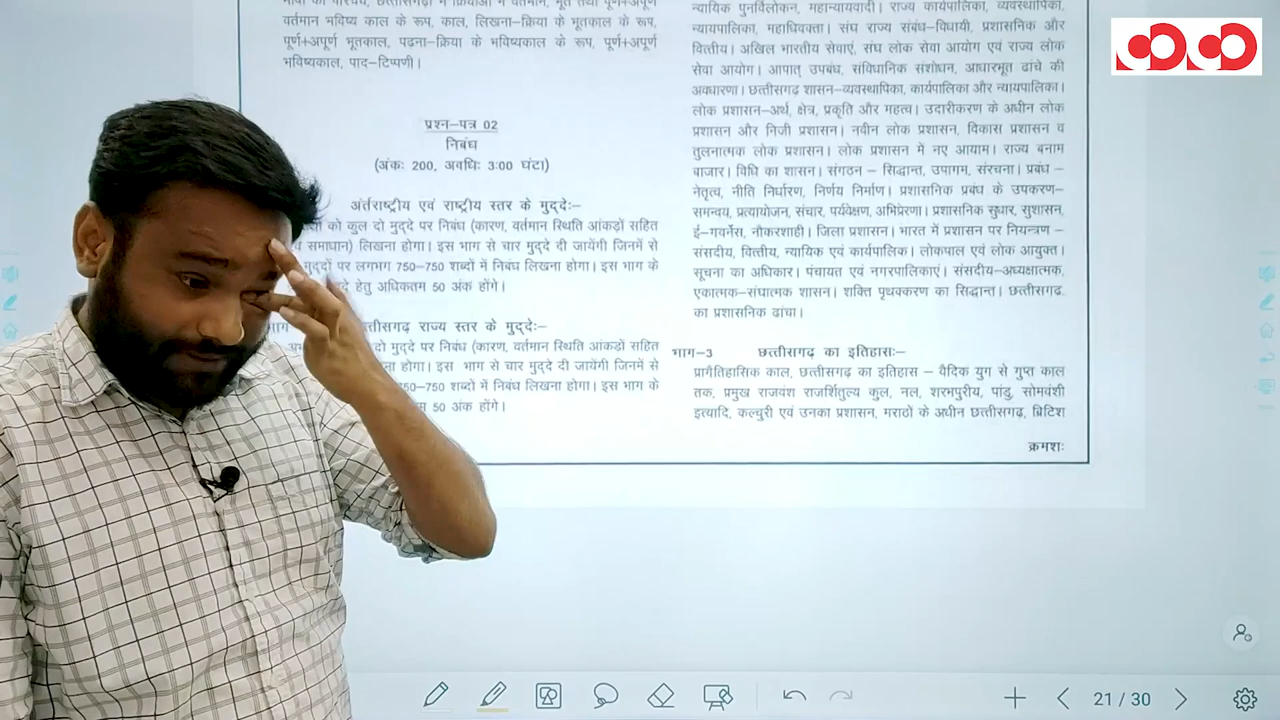 वर्तमान भविष्य काल के रूप, काल, लिखना–क्रिया के भूतकाल के रूप,
पूर्ण+अपूर्ण भूतकाल, पढना–क्रिया के भविष्यकाल के रूप, पूर्ण+अपूर्ण
भविष्यकाल, पाद–टिप्पणी।
प्रश्न–पत्र 02
निबंध
(अंकः 200, अवधिः 3:00 घंटा)
अंर्तराष्ट्रीय एवं राष्ट्रीय स्तर के मुद्देः–
को कुल दो मुद्दे पर निबंध (कारण, वर्तमान स्थिति आंकड़ों सहित
समाधान) लिखना होगा। इस भाग से चार मुद्दे दी जायेंगी जिनमें से
मुद्दों पर लगभग 750–750 शब्दों में निबंध लिखना होगा। इस भाग के
हेतु अधिकतम 50 अंक होंगे।
राज्य स्तर के मुद्देः–
दो मुद्दे पर निबंध (कारण, वर्तमान स्थिति आंकड़ों सहित
होगा। इस भाग से चार मुद्दे दी जायेंगी जिनमें से
शब्दों में निबंध लिखना होगा। इस भाग के
50 अंक होंगे।
न्यायिक पुनर्विलोकन, महान्यायवादी। राज्य कार्यपालिका, व्यवस्थापिका,
न्यायपालिका, महाधिवक्ता। संघ राज्य संबंध–विधायी, प्रशासनिक और
वित्तीय। अखिल भारतीय सेवाएं, संघ लोक सेवा आयोग एवं राज्य लोक
सेवा आयोग। आपात् उपबंध, संविधानिक संशोधन, आधारभूत ढांचे की
अवधारणा। छत्तीसगढ़ शासन–व्यवस्थापिका, कार्यपालिका और न्यायपालिका।
लोक प्रशासन–अर्थ, क्षेत्र, प्रकृति और महत्व। उदारीकरण के अधीन लोक
प्रशासन और निजी प्रशासन। नवीन लोक प्रशासन, विकास प्रशासन व
तुलनात्मक लोक प्रशासन। लोक प्रशासन में नए आयाम। राज्य बनाम
बाजार। विधि का शासन। संगठन – सिद्धान्त, उपागम, संरचना। प्रबंध –
नेतृत्व, नीति निर्धारण, निर्णय निर्माण। प्रशासनिक प्रबंध के उपकरण–
समन्वय, प्रत्यायोजन, संचार, पर्यवेक्षण, अभिप्रेरणा। प्रशासनिक सुधार, सुशासन,
ई–गवर्नेस, नौकरशाही। जिला प्रशासन। भारत में प्रशासन पर नियन्त्रण –
संसदीय, वित्तीय, न्यायिक एवं कार्यपालिक। लोकपाल एवं लोक आयुक्त।
सूचना का अधिकार। पंचायत एवं नगरपालिकाएं। संसदीय–अध्यक्षात्मक,
एकात्मक–संघात्मक शासन। शक्ति पृथक्करण का सिद्धान्त। छत्तीसगढ़
का प्रशासनिक ढांचा।
भाग–3 छत्तीसगढ़ का इतिहासः–
प्रागैतिहासिक काल, छत्तीसगढ़ का इतिहास – वैदिक युग से गुप्त काल
तक, प्रमुख राजवंश राजर्शितुल्य कुल, नल, शरभपुरीय, पांडु, सोमवंशी
इत्यादि, कल्चुरी एवं उनका प्रशासन, मराठों के अधीन छत्तीसगढ़, ब्रिटिश
क्रमशः
21 / 30